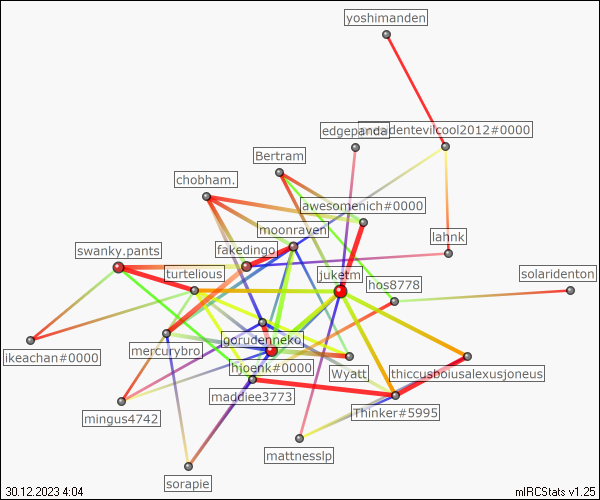 yoshimanden
edgepanda
residentevilcool2012#0000
Bertram
chobham.
awesomenich#0000
moonraven
lahnk
swanky.pants
fakedingo
turtelious
juketm
hos8778
solaridenton
gorudenneko
ikeachan#0000
mercurybro
hjoenk#0000
Wyatt
thiccusboiusalexusjoneus
maddiee3773
mingus4742
Thinker#5995
mattnesslp
sorapie
30.12.2023 4:04
mIRCStats v1.25